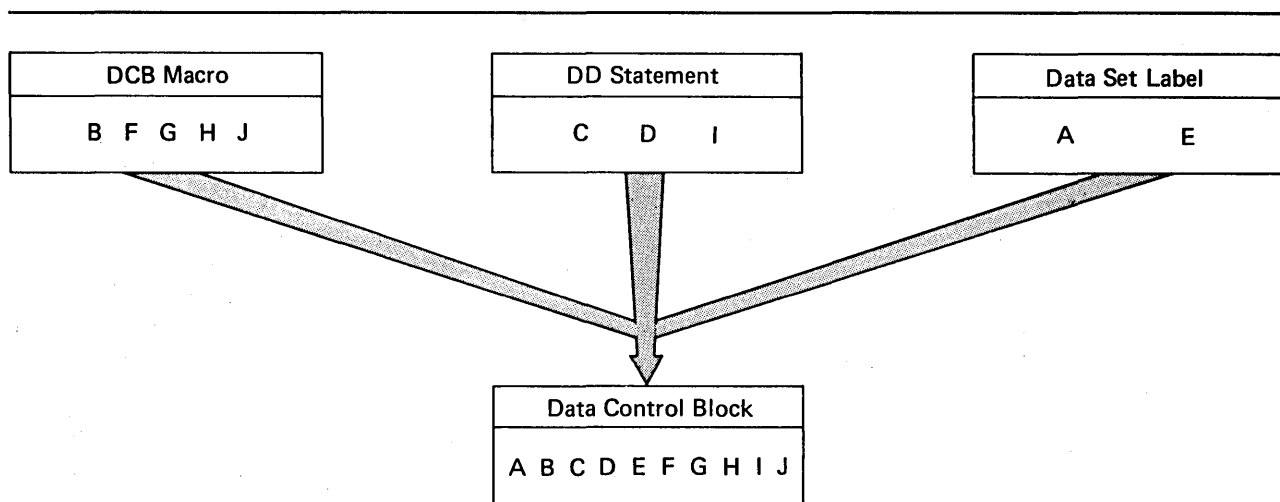 DCB Macro
B F G H J
DD Statement
C D I
Data Set Label
A E
Data Control Block
A B C D E F G H I J